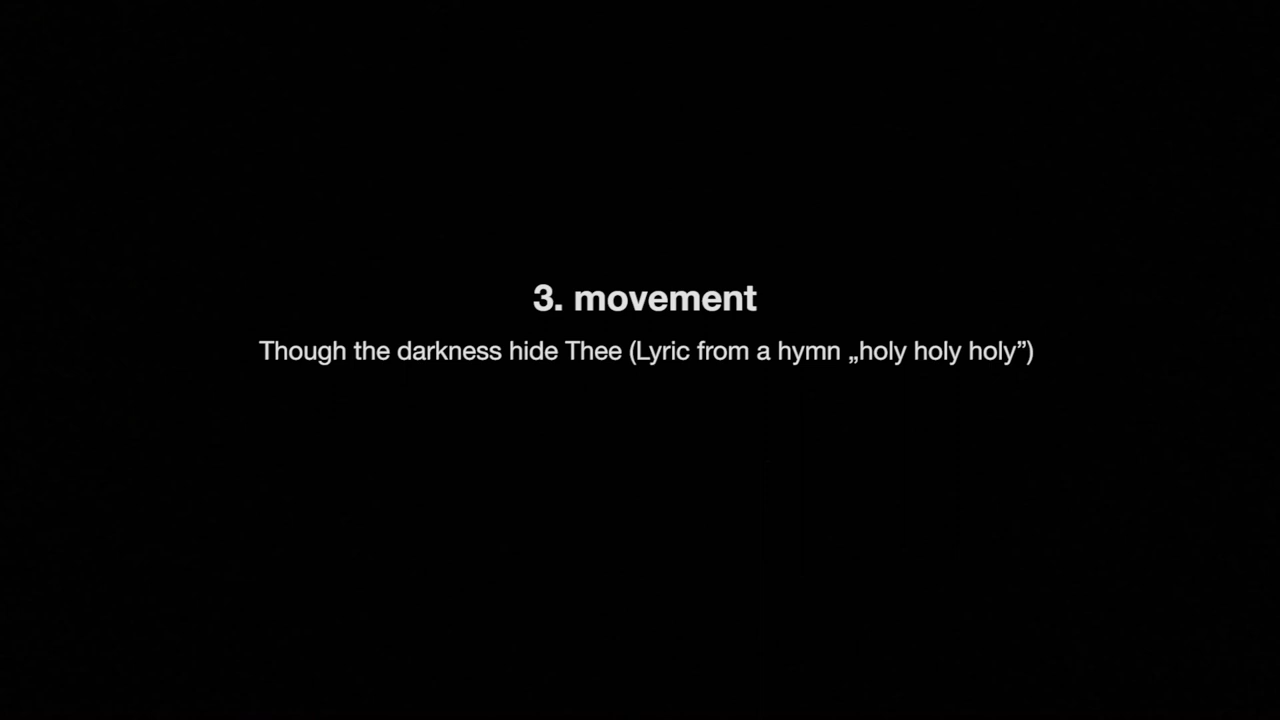 3. movement
Though the darkness hide Thee (Lyric from a hymn „holy holy holy”)